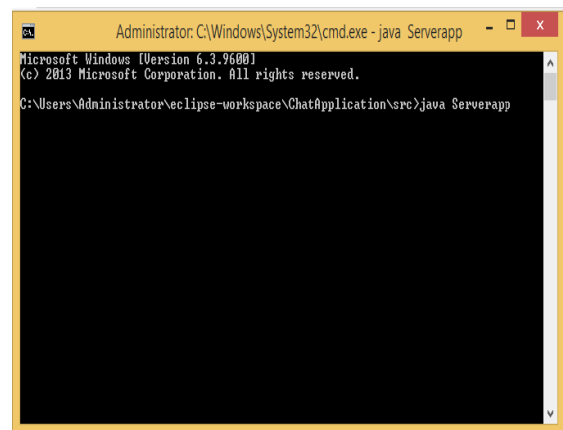 Administrator: C:\Windows\System32\cmd.exe - java Serverapp
Microsoft Windows [Version 6.3.9600]
(c) 2013 Microsoft Corporation. All rights reserved.
C:\Users\Administrator\eclipse-workspace\ChatApplication\src>java Serverapp